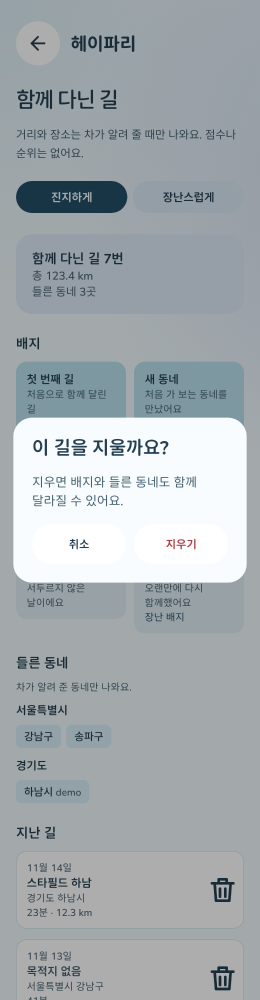 헤이파리
함께 다닌 길
거리와 장소는 차가 알려 줄 때만 나와요. 점수나
순위는 없어요.
진지하게
장난스럽게
함께 다닌 길 7번
총 123.4 km
들른 동네 3곳
배지
첫 번째 길
처음으로 함께 달린
길
새 동네
처음 가 보는 동네를
만났어요
이 길을 지울까요?
지우면 배지와 들른 동네도 함께
달라질 수 있어요.
취소
지우기
서두르지 않은
날이에요
오랜만에 다시
함께했어요
장난 배지
들른 동네
차가 알려 준 동네만 나와요.
서울특별시
강남구
송파구
경기도
하남시 demo
지난 길
11월 14일
스타필드 하남
경기도 하남시
23분 · 12.3 km
11월 13일
목적지 없음
서울특별시 강남구